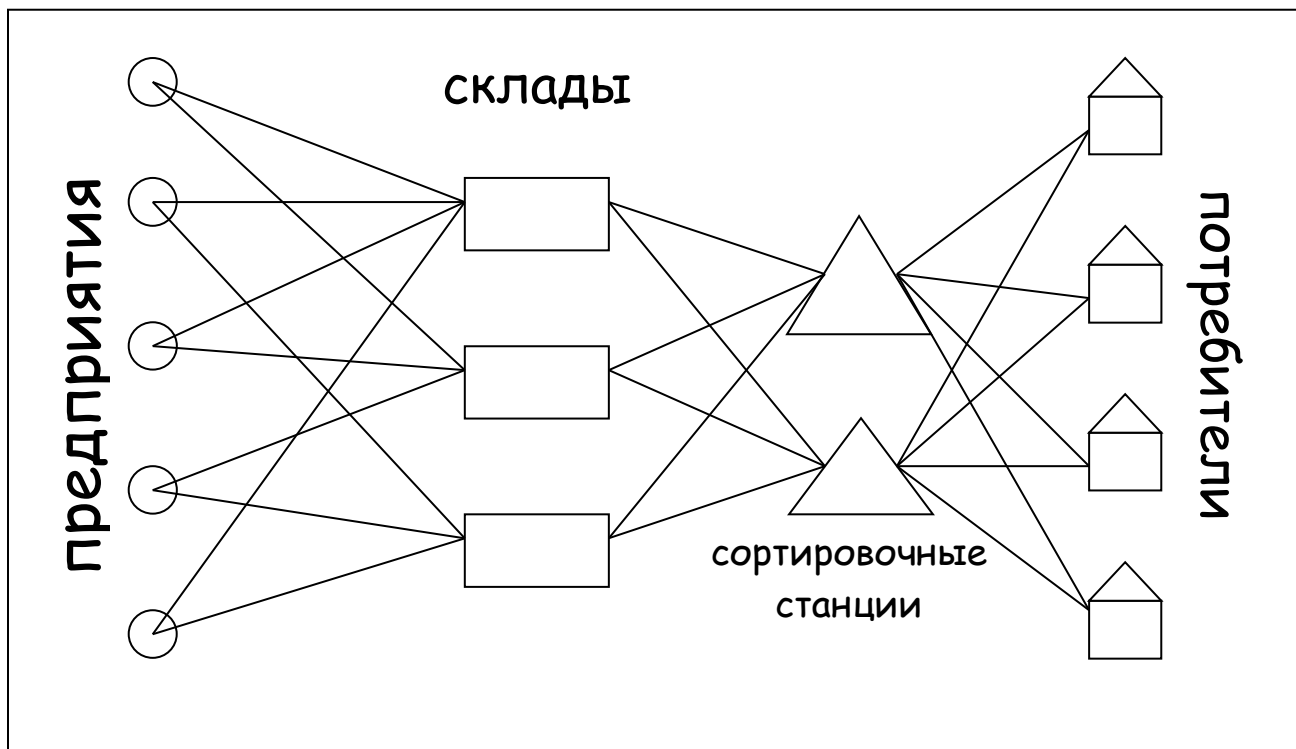 склады
предприятия
потребители
сортировочные
станции